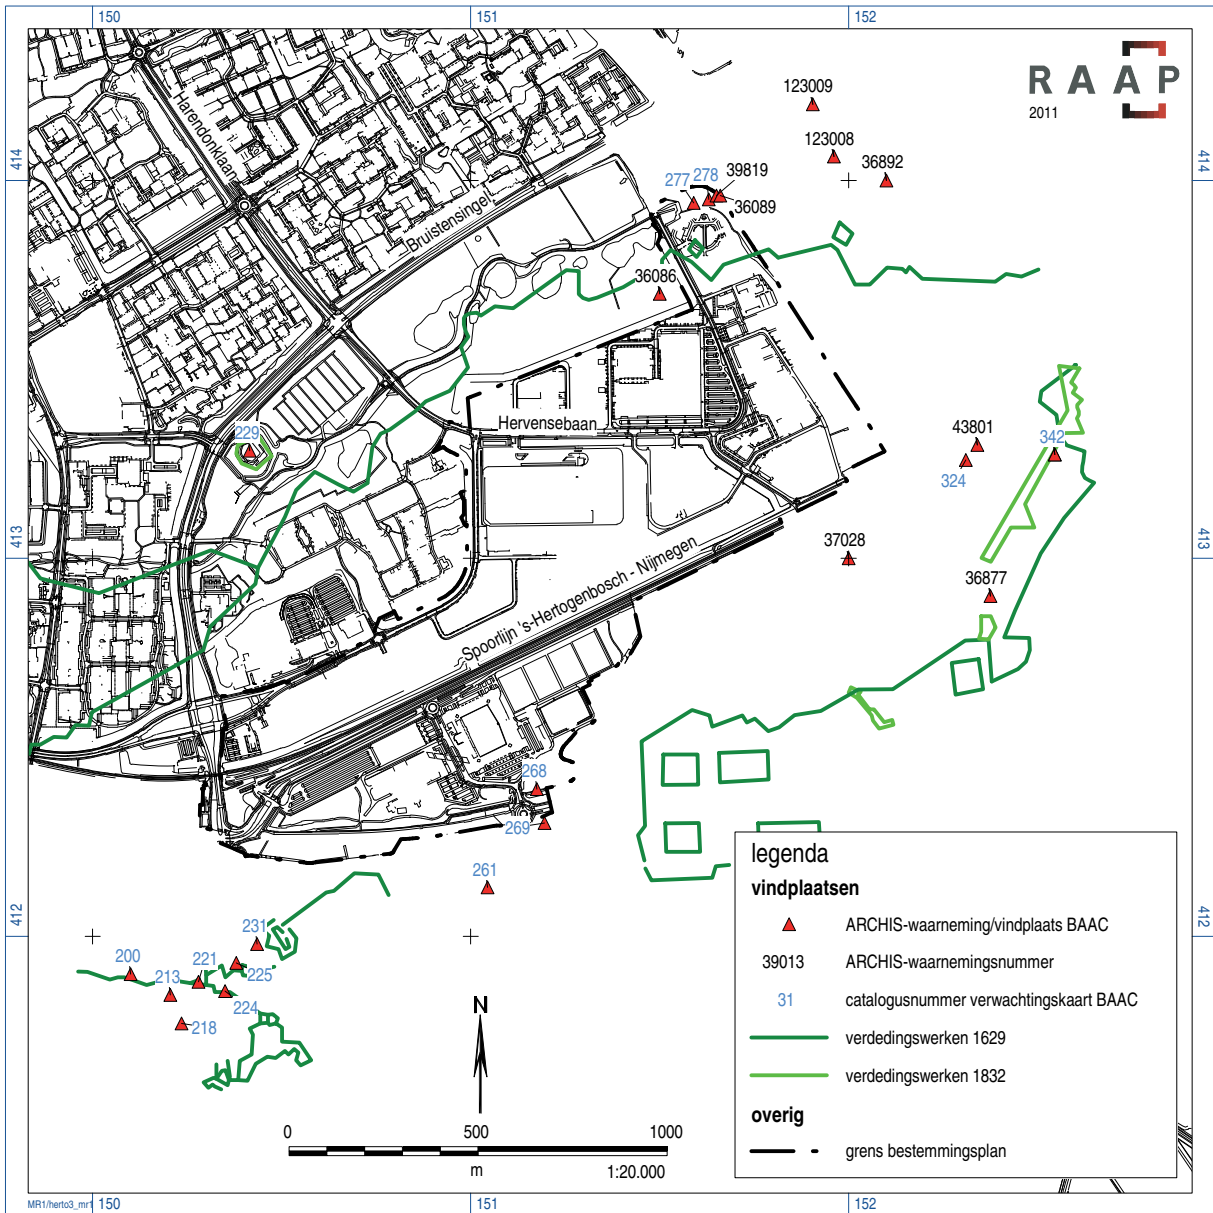 150
151
152
RAAP
2011
123009
123008
36892
414
414
277
278
39819
36089
36086
Harendonklaan
Bruistensingel
Hervensebaan
229
43801
324
342
413
413
37028
36877
Spoorlijn 's-Hertogenbosch - Nijmegen
268
269
261
412
412
231
200
221
213
225
224
218
N
0
500
1000
m
1:20.000
legenda
vindplaatsen
ARCHIS-waarneming/vindplaats BAAC
39013
ARCHIS-waarnemingsnummer
31
catalogusnummer verwachtingskaart BAAC
verdedingswerken 1629
verdedingswerken 1832
overig
grens bestemmingsplan
MR1/herto3_mr1
150
151
152